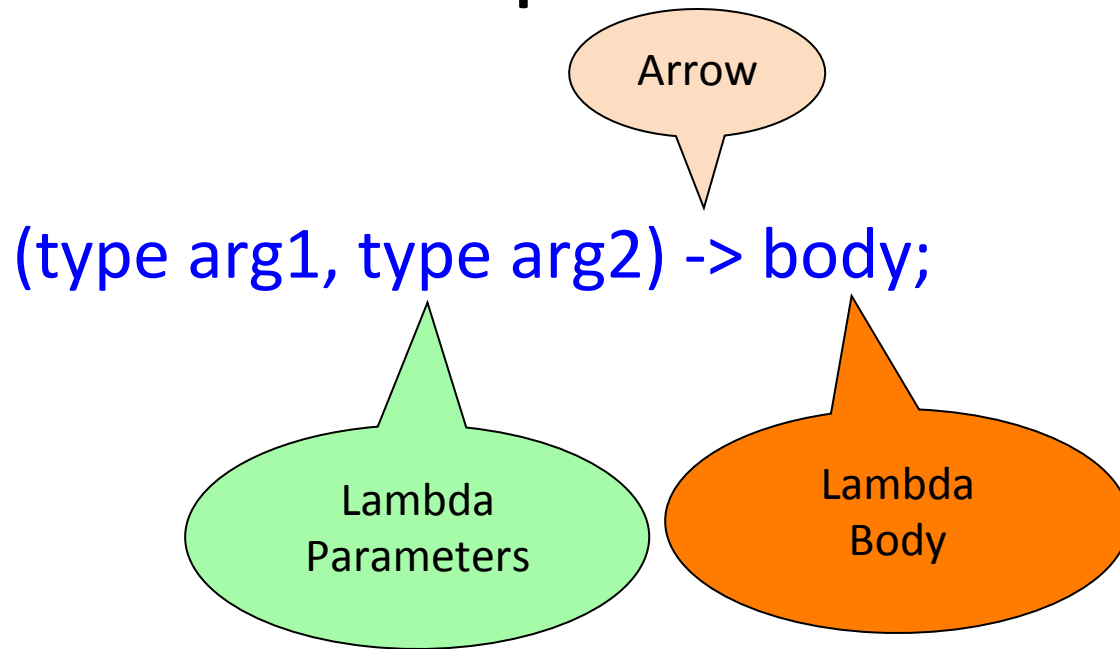 Arrow
(type arg1, type arg2) -> body;
Lambda
Parameters
Lambda
Body